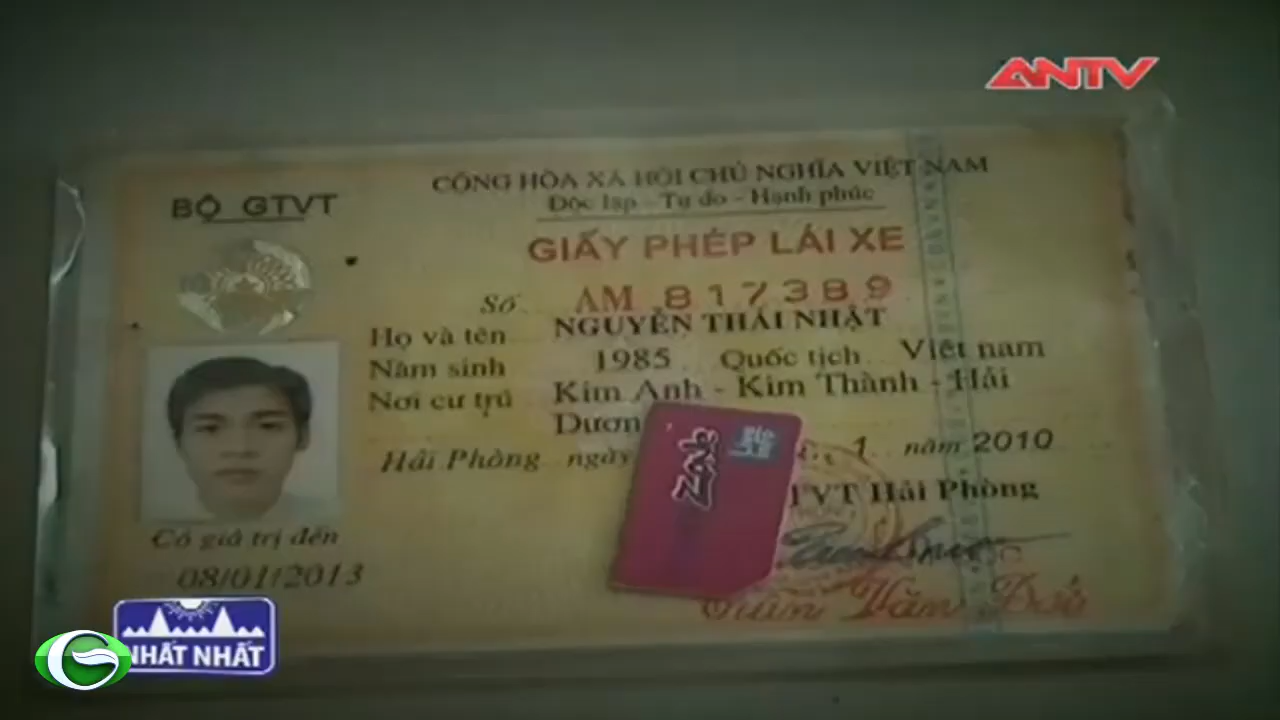 ANTV
CỘNG HÒA XÃ HỘI CHỦ NGHĨA VIỆT NAM
BỘ GTVT
Độc lập - Tự do - Hạnh phúc
GIẤY PHÉP LÁI XE
Số AM 817389
Họ và tên NGUYỄN THÁI NHẬT
Năm sinh 1985 Quốc tịch Việt nam
Nơi cư trú Kim Anh - Kim Thành - Hải
Dươn
Hải Phòng ngày 1 năm 2010
TVT Hải Phòng
Có giá trị đến
08/01/2013
Zak
Văn
NHẤT NHẤT